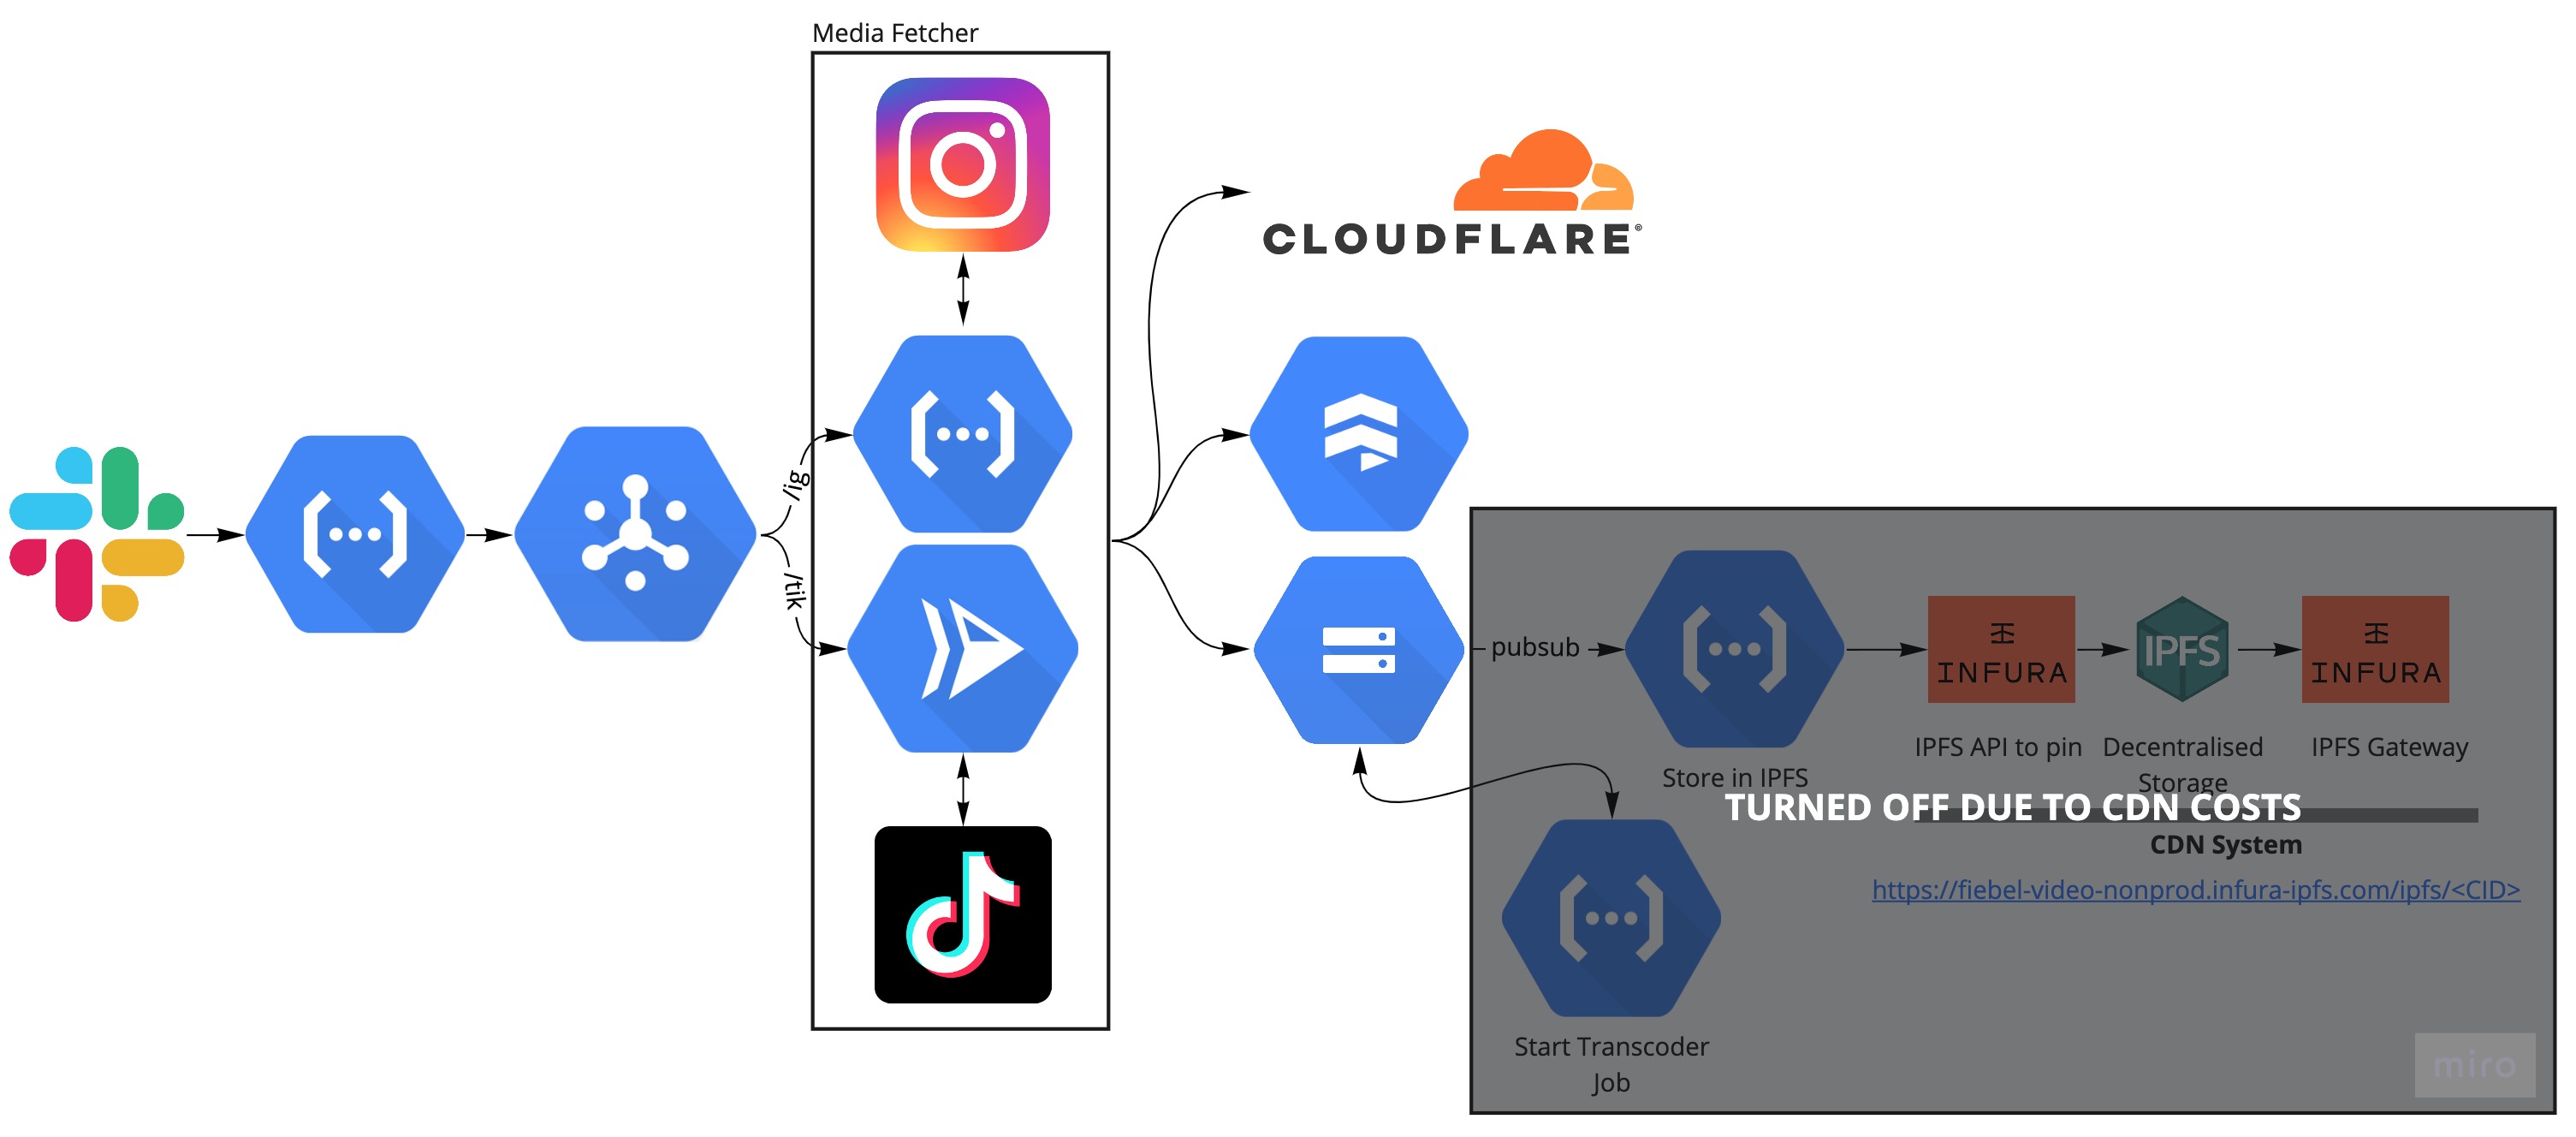 Media Fetcher
CLOUDFLARE®
/ig
/tik
pubsub
INFURA
IPFS
INFURA
IPFS API to pin
Decentralised
Storage
IPFS Gateway
Store in IPFS
TURNED OFF DUE TO CDN COSTS
CDN System
https://fiebel-video-nonprod.infura-ipfs.com/ipfs/<CID>
Start Transcoder
Job
miro